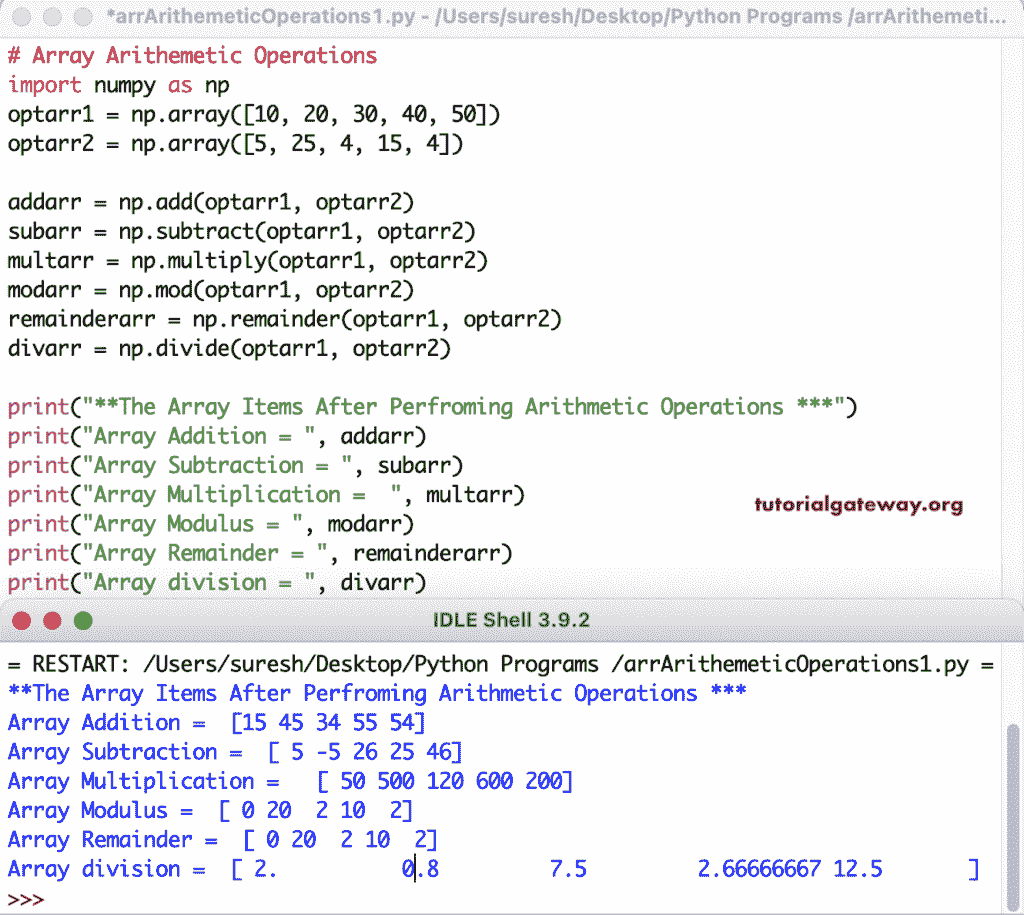 *arrArithemeticOperations1.py - /Users/suresh/Desktop/Python Programs /arrArithemeti...
# Array Arithemetic Operations
import numpy as np
optarr1 = np.array([10, 20, 30, 40, 50])
optarr2 = np.array([5, 25, 4, 15, 4])

addarr = np.add(optarr1, optarr2)
subarr = np.subtract(optarr1, optarr2)
multarr = np.multiply(optarr1, optarr2)
modarr = np.mod(optarr1, optarr2)
remainderarr = np.remainder(optarr1, optarr2)
divarr = np.divide(optarr1, optarr2)

print("**The Array Items After Perfroming Arithmetic Operations ***")
print("Array Addition = ", addarr)
print("Array Subtraction = ", subarr)
print("Array Multiplication =  ", multarr)
tutorialgateway.org
print("Array Modulus = ", modarr)
print("Array Remainder = ", remainderarr)
print("Array division = ", divarr)
IDLE Shell 3.9.2
= RESTART: /Users/suresh/Desktop/Python Programs /arrArithemeticOperations1.py =
**The Array Items After Perfroming Arithmetic Operations ***
Array Addition =  [15 45 34 55 54]
Array Subtraction =  [ 5 -5 26 25 46]
Array Multiplication =   [ 50 500 120 600 200]
Array Modulus =  [ 0 20  2 10  2]
Array Remainder =  [ 0 20  2 10  2]
Array division =  [ 2.          0.8         7.5         2.66666667 12.5       ]
>>>